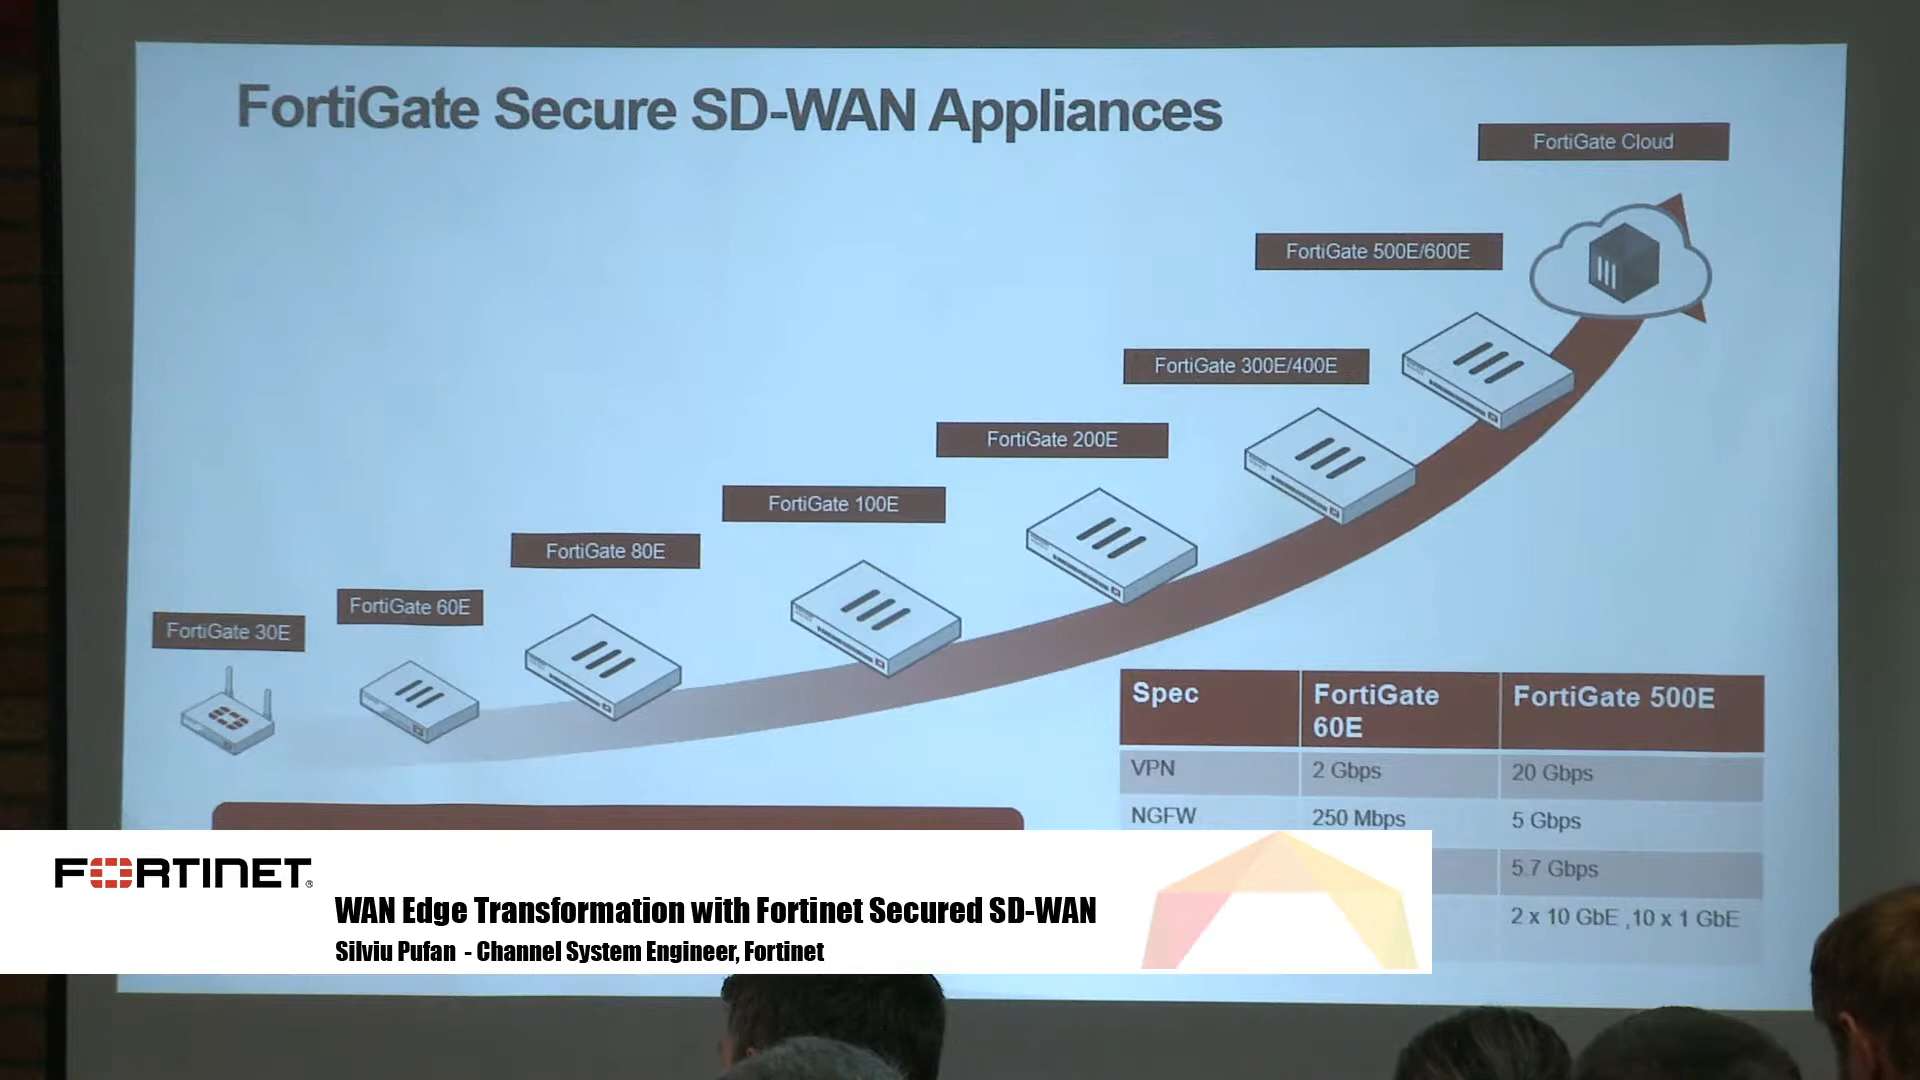 FortiGate Secure SD-WAN Appliances
FortiGate Cloud
FortiGate 500E/600E
FortiGate 300E/400E
FortiGate 200E
FortiGate 100E
FortiGate 80E
FortiGate 60E
FortiGate 30E
Spec FortiGate 60E FortiGate 500E
VPN 2 Gbps 20 Gbps
NGFW 250 Mbps 5 Gbps
5.7 Gbps
2 x 10 GbE ,10 x 1 GbE
FORTINET®
WAN Edge Transformation with Fortinet Secured SD-WAN
Silviu Pufan - Channel System Engineer, Fortinet